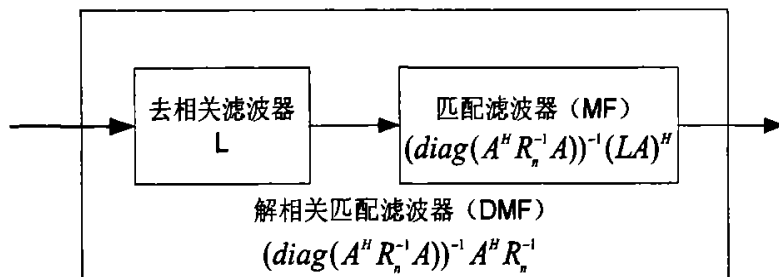 去相关滤波器
L
匹配滤波器（MF）
(diag(A^H R_n^{-1} A))^{-1}(LA)^H
解相关匹配滤波器（DMF）
(diag(A^H R_n^{-1} A))^{-1} A^H R_n^{-1}